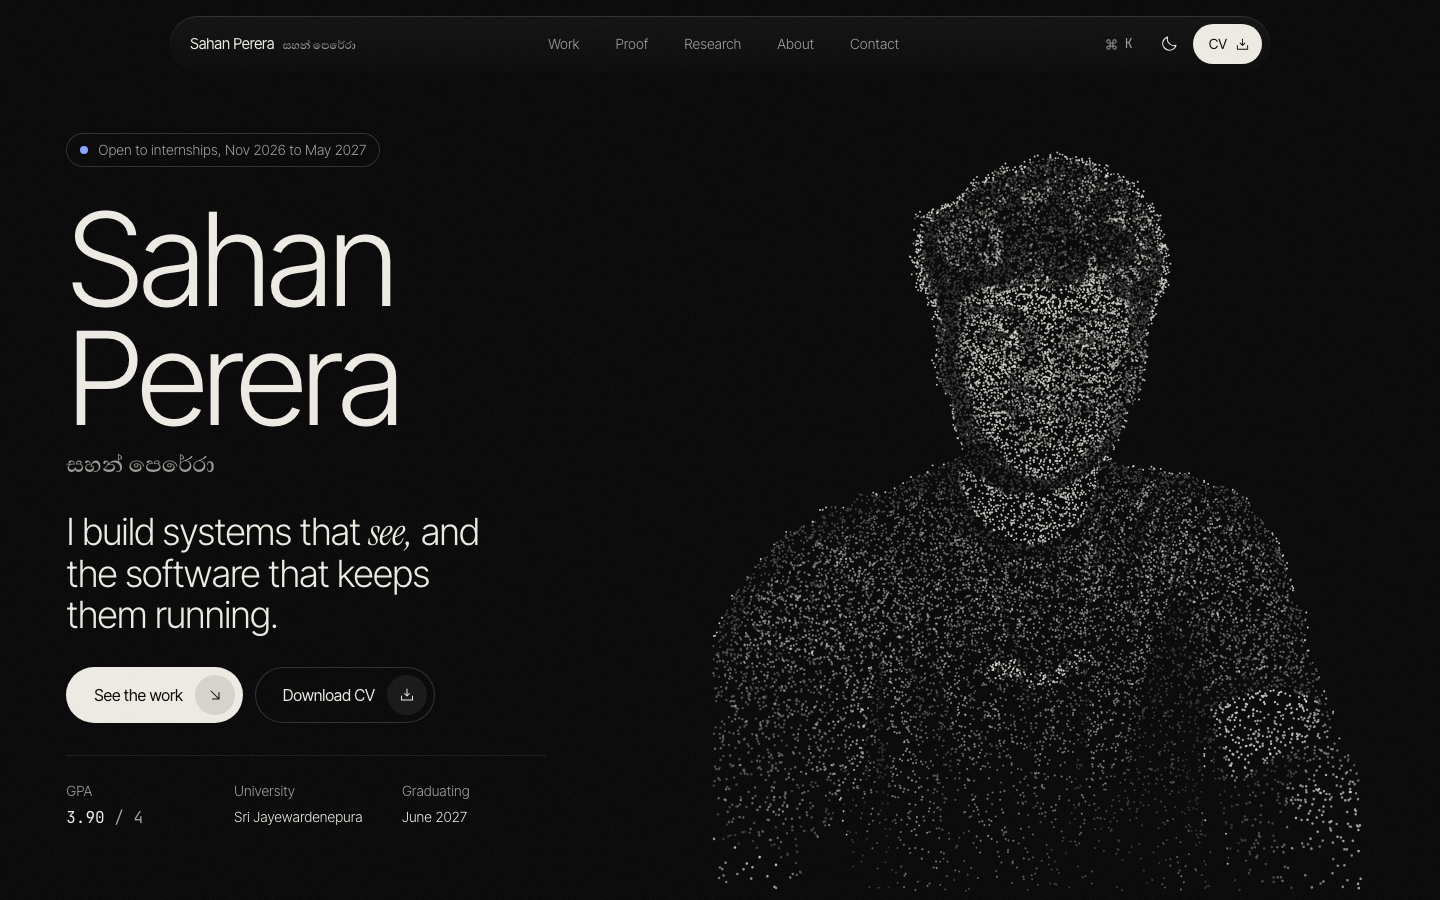 Sahan Perera සහන් පෙරේරා
Work Proof Research About Contact
⌘ K
CV
Open to internships, Nov 2026 to May 2027
Sahan
Perera
සහන් පෙරේරා
I build systems that see, and
the software that keeps
them running.
See the work
Download CV
GPA University Graduating
3.90 / 4 Sri Jayewardenepura June 2027